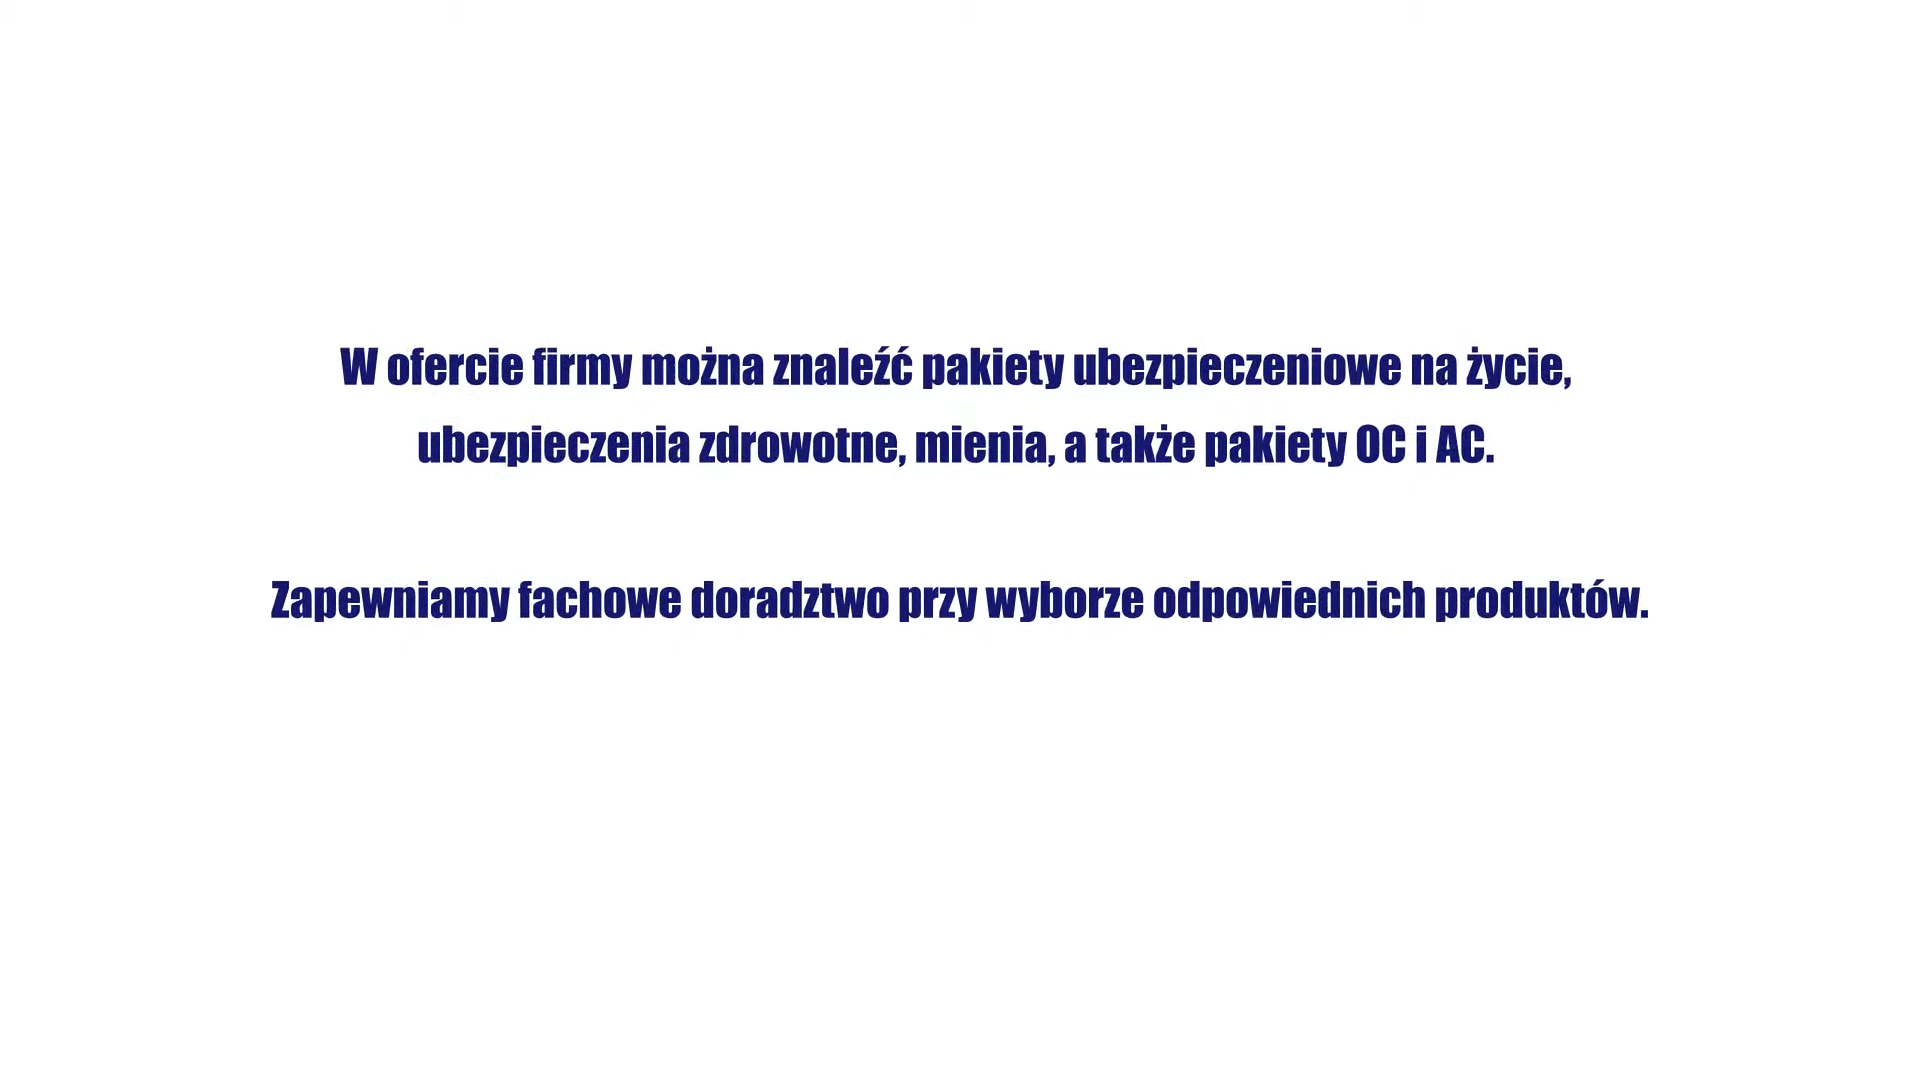 W ofercie firmy można znaleźć pakiety ubezpieczeniowe na życie,
ubezpieczenia zdrowotne, mienia, a także pakiety OC i AC.
Zapewniamy fachowe doradztwo przy wyborze odpowiednich produktów.